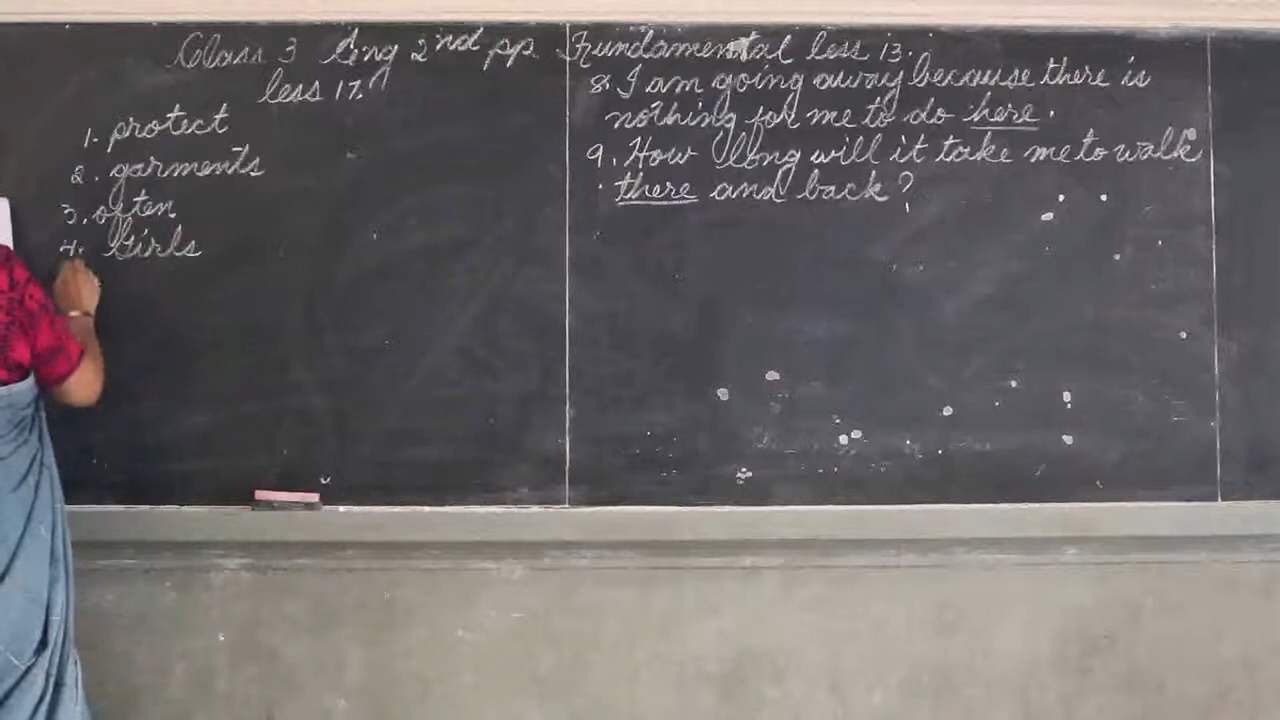 Class 3 Eng 2nd pp. Fundamental less 13.
less 17.
1. protect
2. garments
3. often
4. Girls
8. I am going away because there is
nothing for me to do here.
9. How long will it take me to walk
there and back?